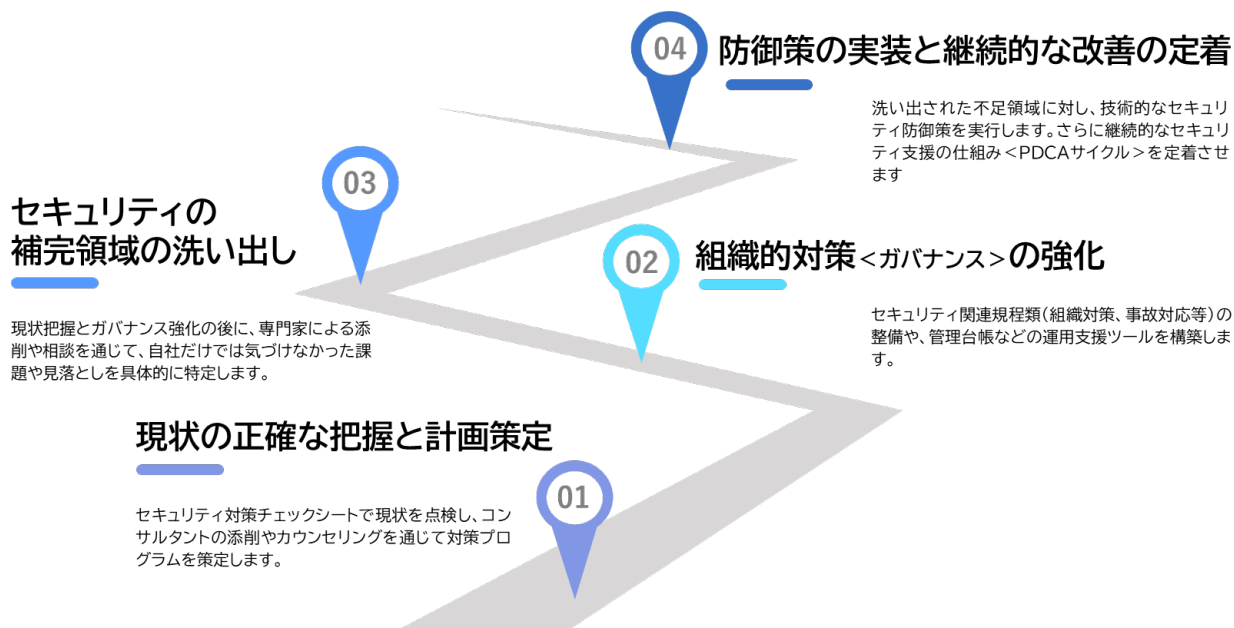 04
防御策の実装と継続的な改善の定着
洗い出された不足領域に対し、技術的なセキュリ
ティ防御策を実行します。さらに継続的なセキュリ
ティ支援の仕組み＜PDCAサイクル＞を定着させ
ます
03
セキュリティの
補完領域の洗い出し
現状把握とガバナンス強化の後に、専門家による添
削や相談を通じて、自社だけでは気づけなかった課
題や見落としを具体的に特定します。
02
組織的対策＜ガバナンス＞の強化
セキュリティ関連規程類（組織対策、事故対応等）の
整備や、管理台帳などの運用支援ツールを構築しま
す。
01
現状の正確な把握と計画策定
セキュリティ対策チェックシートで現状を点検し、コン
サルタントの添削やカウンセリングを通じて対策プロ
グラムを策定します。